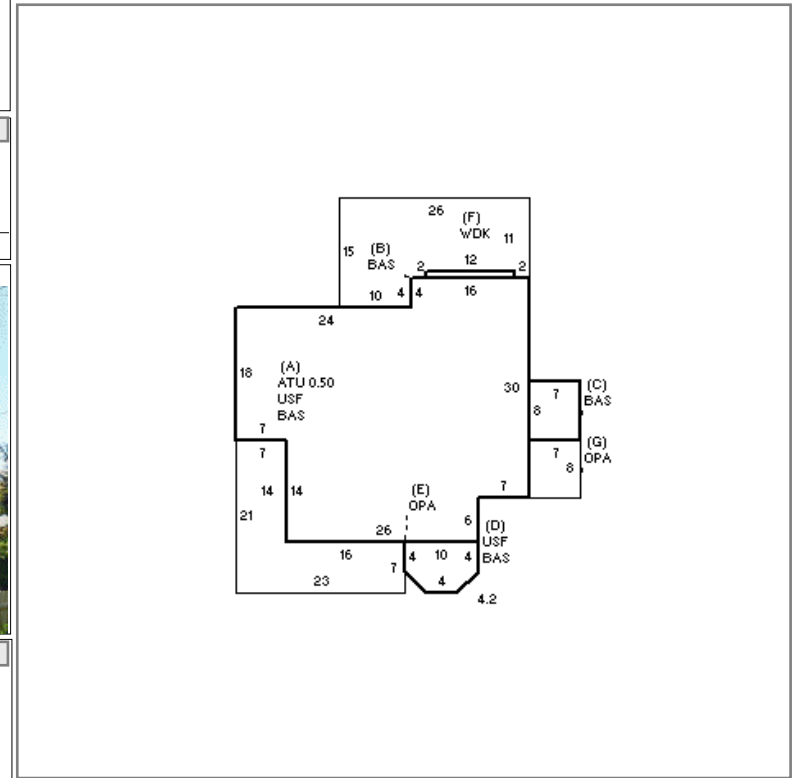 26
(F)
WDK
11
15
(B)
BAS
2
12
2
10
4
4
16
24
18
(A)
ATU 0.50
USF
BAS
30
7
(C)
BAS
8
7
7
(G)
OPA
7
8
14
14
(E)
OPA
7
21
26
6
(D)
USF
BAS
16
4
10
4
7
23
4
4.2